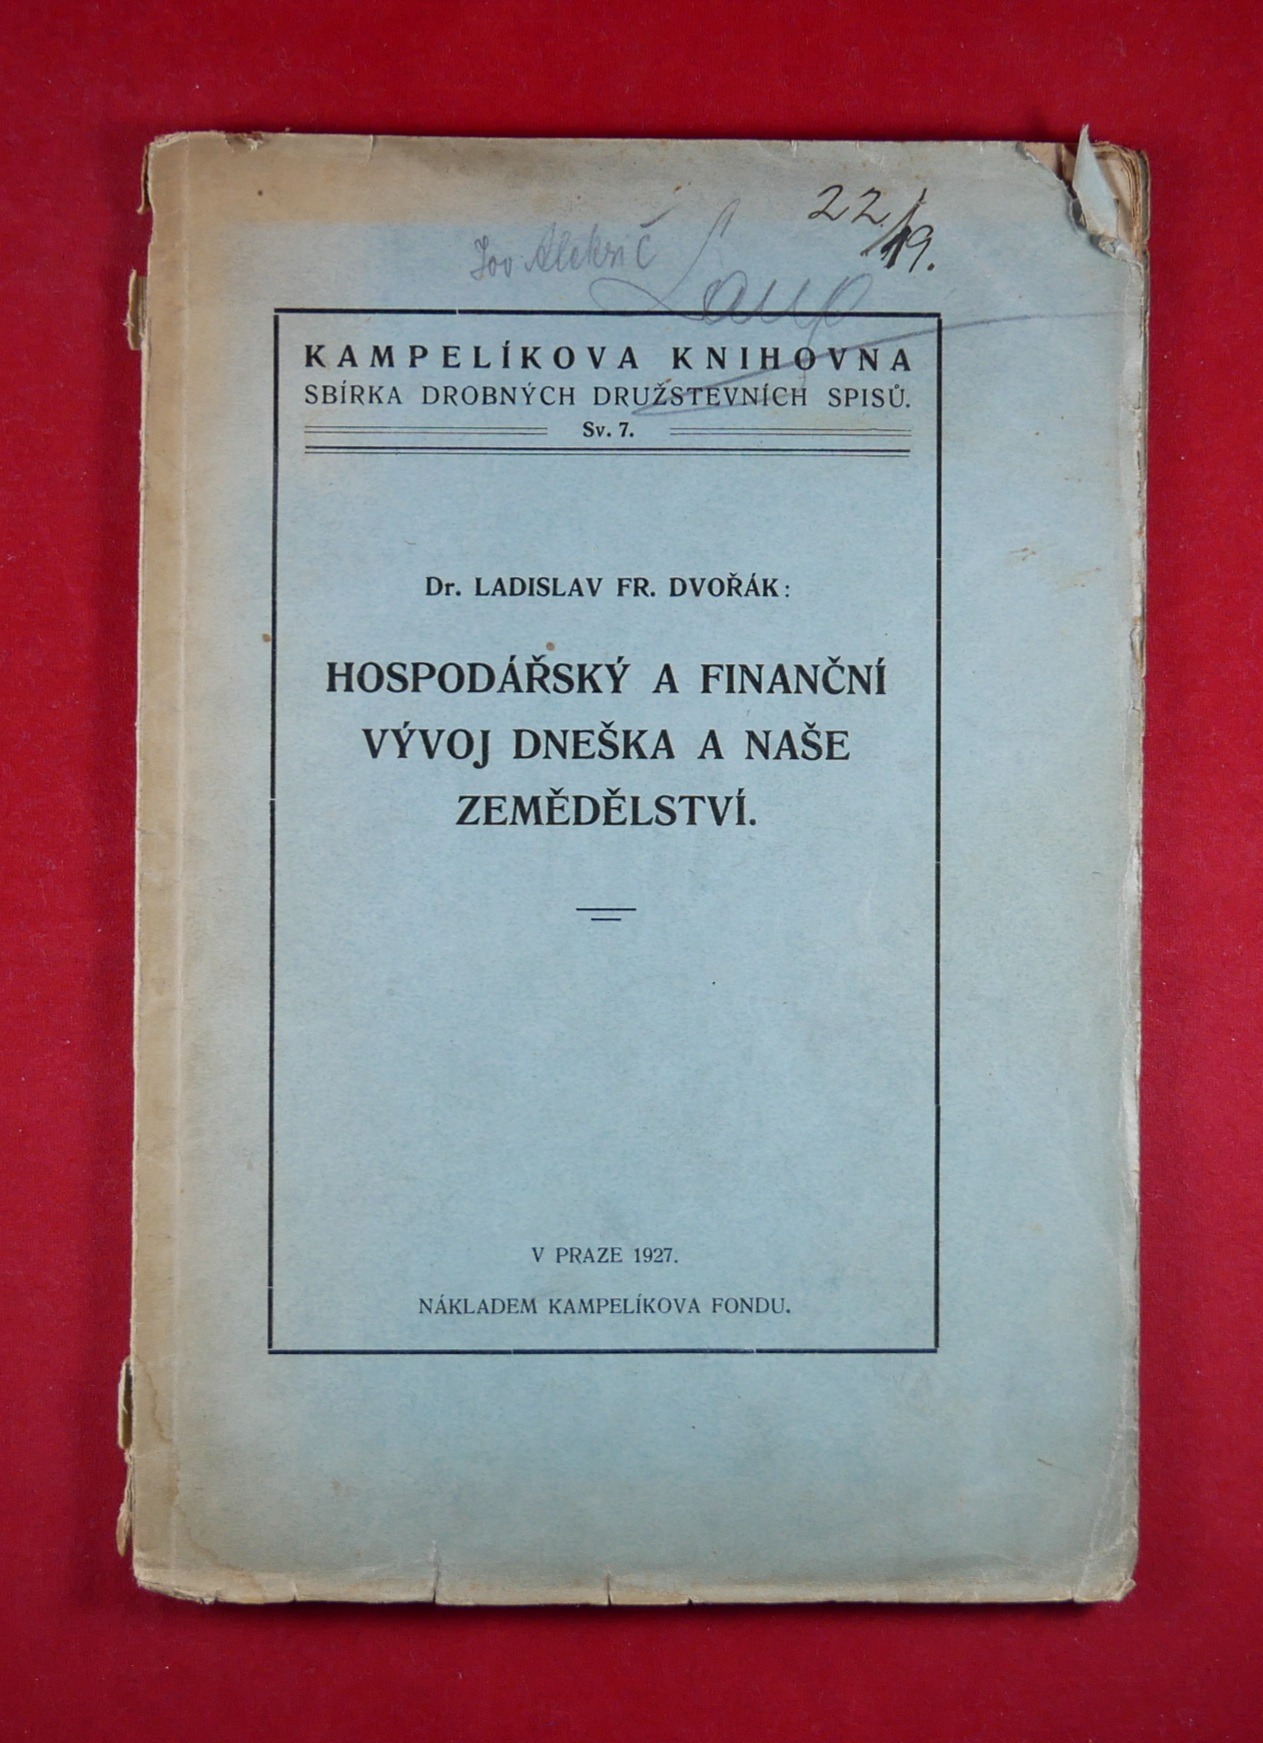 22/19.
KAMPELÍKOVA KNIHOVNA
SBÍRKA DROBNÝCH DRUŽSTEVNÍCH SPISŮ.
Sv. 7.
Dr. LADISLAV FR. DVOŘÁK:
HOSPODÁŘSKÝ A FINANČNÍ
VÝVOJ DNEŠKA A NAŠE
ZEMĚDĚLSTVÍ.
V PRAZE 1927.
NÁKLADEM KAMPELÍKOVA FONDU.